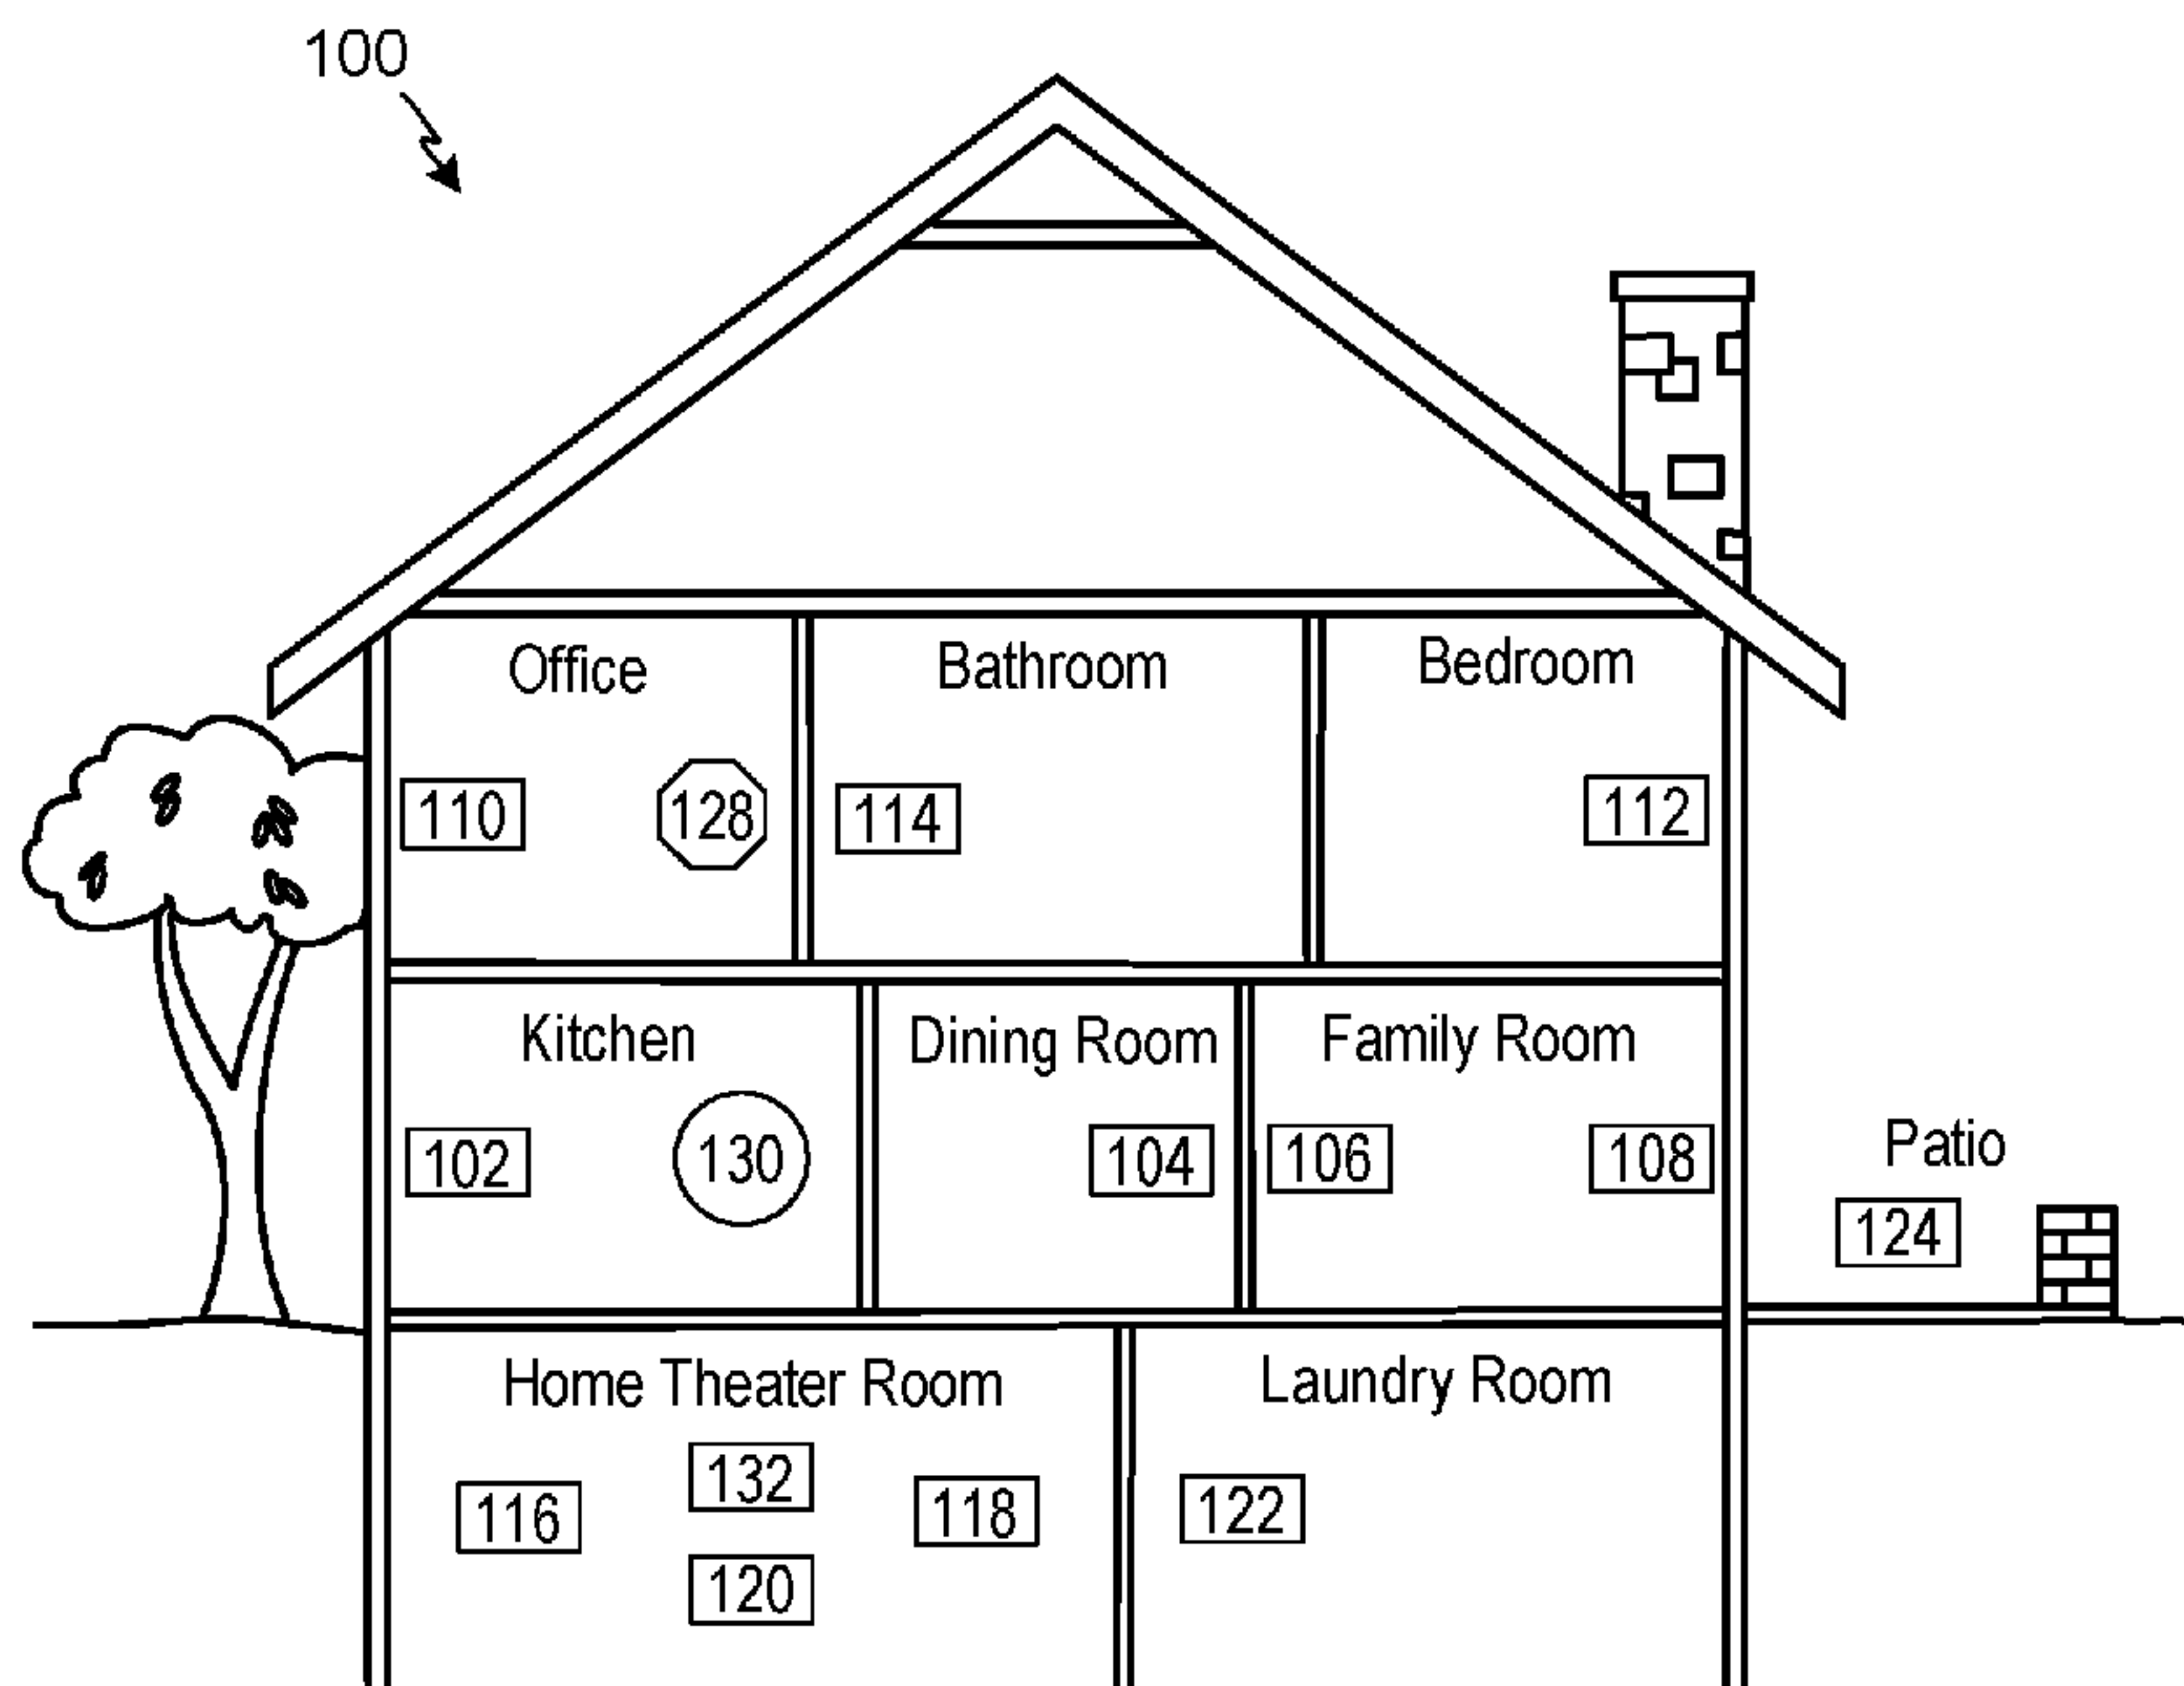 100
Office
Bathroom
Bedroom
110
128
114
112
Kitchen
Dining Room
Family Room
102
130
104
106
108
Patio
124
Home Theater Room
Laundry Room
116
132
118
120
122